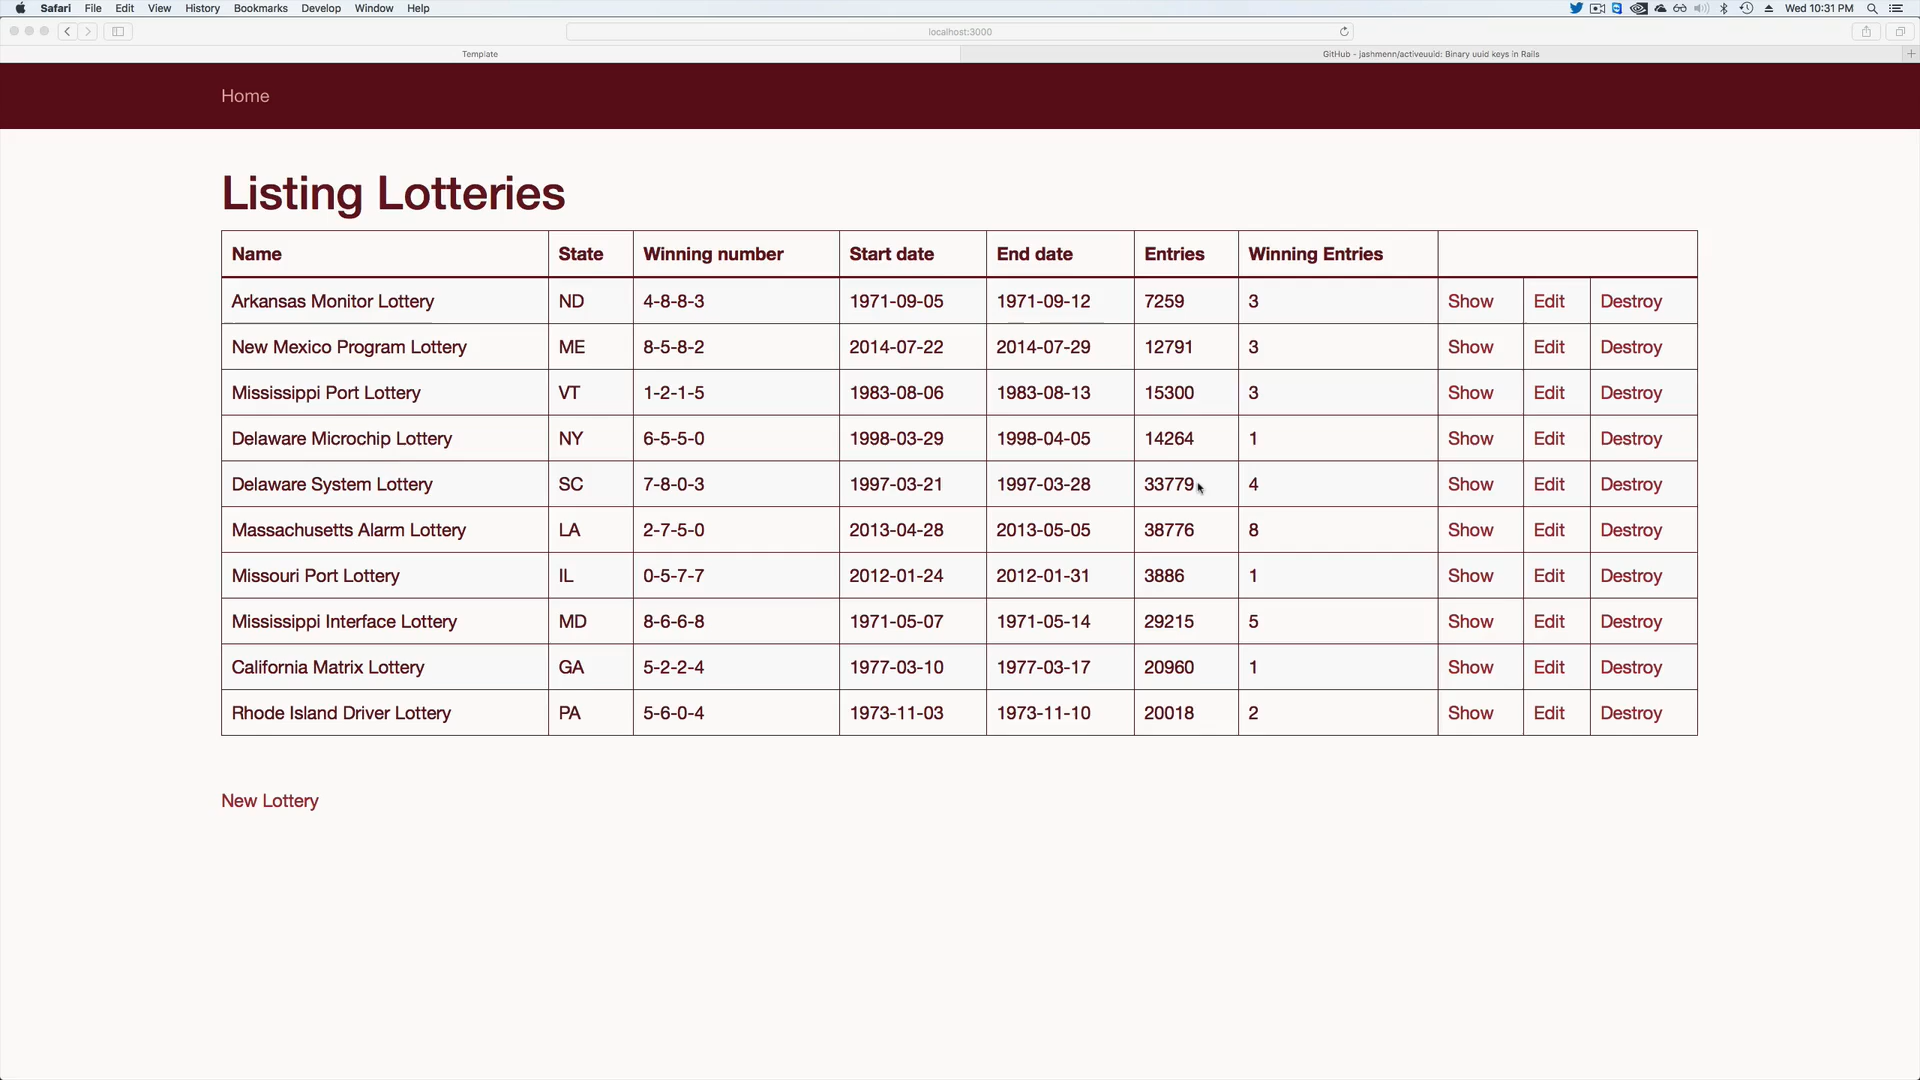 Safari File Edit View History Bookmarks Develop Window Help Wed 10:31 PM
localhost:3000
Template GitHub - jashmenn/activeuuid: Binary uuid keys in Rails
Home
Listing Lotteries
Name State Winning number Start date End date Entries Winning Entries
Arkansas Monitor Lottery ND 4-8-8-3 1971-09-05 1971-09-12 7259 3 Show Edit Destroy
New Mexico Program Lottery ME 8-5-8-2 2014-07-22 2014-07-29 12791 3 Show Edit Destroy
Mississippi Port Lottery VT 1-2-1-5 1983-08-06 1983-08-13 15300 3 Show Edit Destroy
Delaware Microchip Lottery NY 6-5-5-0 1998-03-29 1998-04-05 14264 1 Show Edit Destroy
Delaware System Lottery SC 7-8-0-3 1997-03-21 1997-03-28 33779 4 Show Edit Destroy
Massachusetts Alarm Lottery LA 2-7-5-0 2013-04-28 2013-05-05 38776 8 Show Edit Destroy
Missouri Port Lottery IL 0-5-7-7 2012-01-24 2012-01-31 3886 1 Show Edit Destroy
Mississippi Interface Lottery MD 8-6-6-8 1971-05-07 1971-05-14 29215 5 Show Edit Destroy
California Matrix Lottery GA 5-2-2-4 1977-03-10 1977-03-17 20960 1 Show Edit Destroy
Rhode Island Driver Lottery PA 5-6-0-4 1973-11-03 1973-11-10 20018 2 Show Edit Destroy
New Lottery